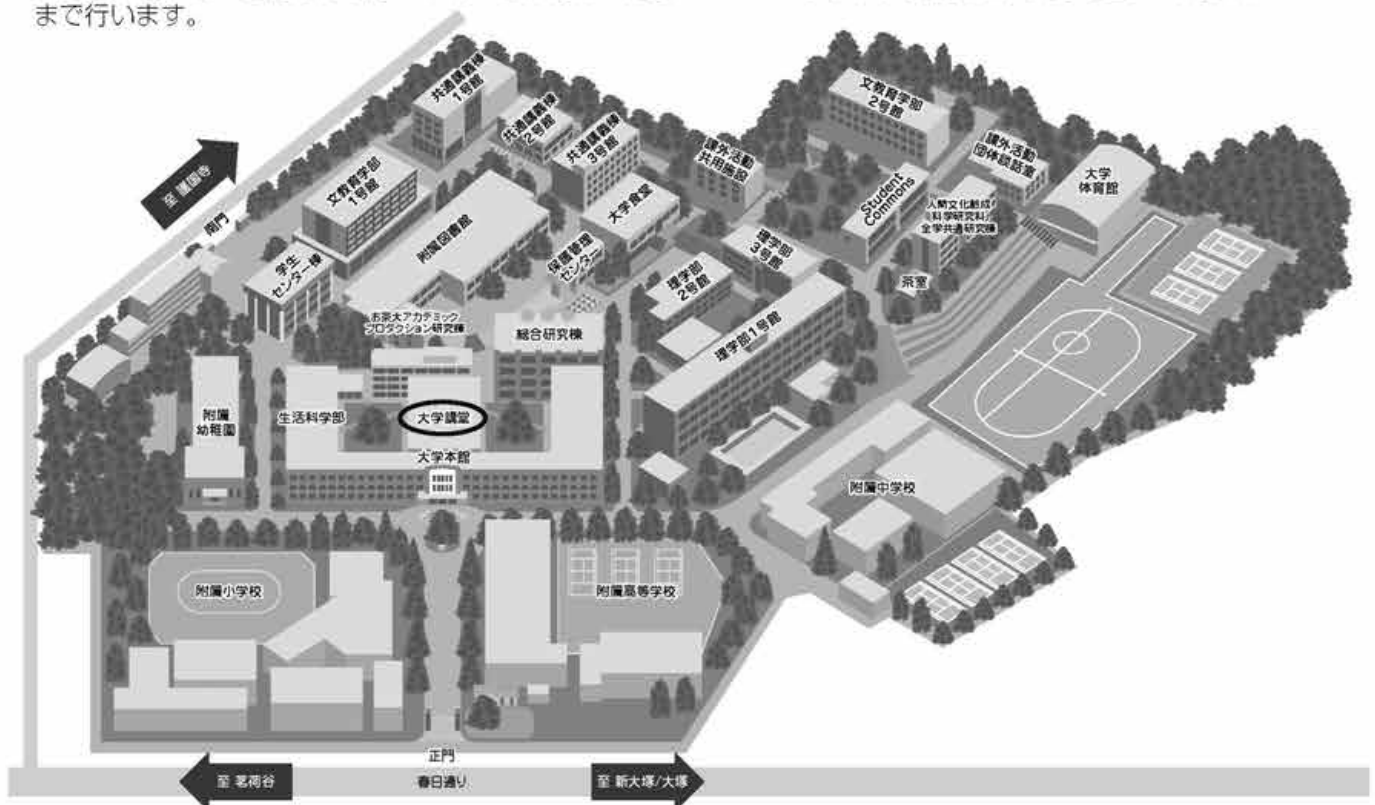 まで行います。
共通講義棟
1号館
共通講義棟
2号館
共通講義棟
3号館
課外活動
共用施設
文教育学部
2号館
課外活動
団体談話室
大学
体育館
至 護国寺
南門
文教育学部
1号館
附属図書館
大学食堂
Student
Commons
人間文化創成
科学研究科
全学共通研究棟
学生
センター棟
保健管理
センター
理学部
3号館
理学部
2号館
茶室
お茶大アカデミック
プロダクション研究棟
総合研究棟
理学部1号館
附属
幼稚園
生活科学部
大学講堂
大学本館
附属中学校
附属小学校
附属高等学校
正門
至 茗荷谷
春日通り
至 新大塚/大塚